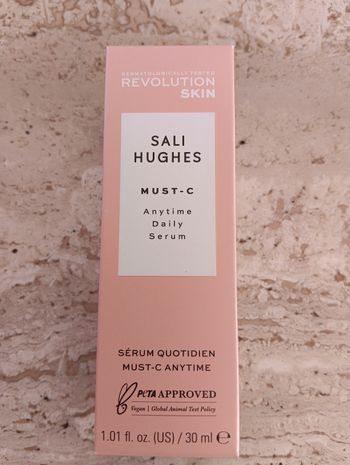 DERMATOLOGICALLY TESTED
REVOLUTION
SKIN
SALI
HUGHES
MUST-C
Anytime
Daily
Serum
SÉRUM QUOTIDIEN
MUST-C ANYTIME
PETA APPROVED
Vegan | Global Animal Test Policy
1.01 fl. oz. (US) / 30 ml ℮